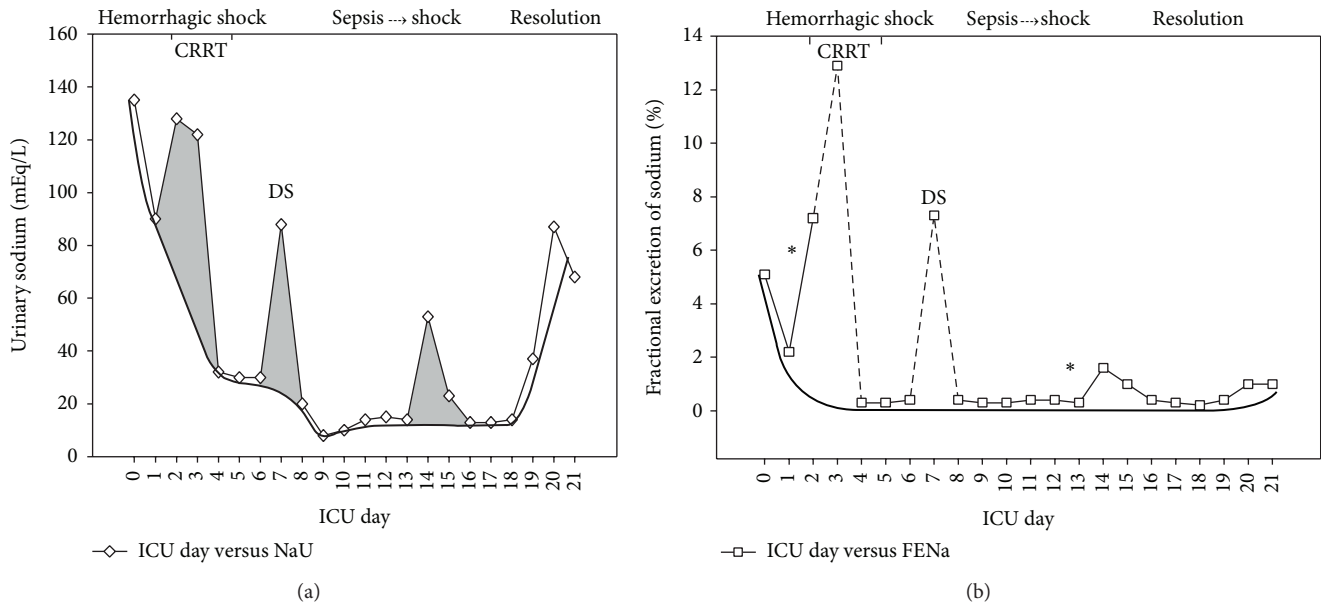 Hemorrhagic shock Sepsis ⤏ shock Resolution
CRRT
160
140
120
100
80
60
40
20
0
Urinary sodium (mEq/L)
DS
0 1 2 3 4 5 6 7 8 9 10 11 12 13 14 15 16 17 18 19 20 21
ICU day
ICU day versus NaU
(a)
Hemorrhagic shock Sepsis ⤏ shock Resolution
CRRT
14
12
10
8
6
4
2
0
Fractional excretion of sodium (%)
*
DS
*
0 1 2 3 4 5 6 7 8 9 10 11 12 13 14 15 16 17 18 19 20 21
ICU day
ICU day versus FENa
(b)